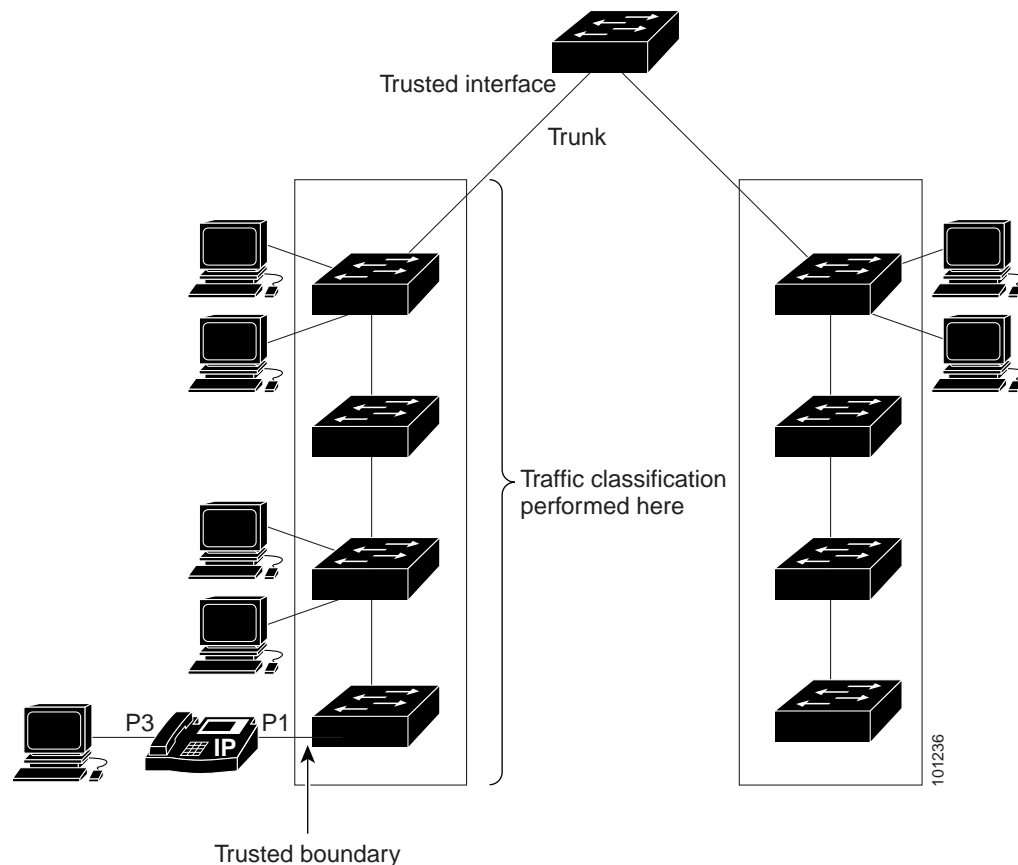 Trusted interface
Trunk
Traffic classification
performed here
P3
IP
P1
101236
Trusted boundary